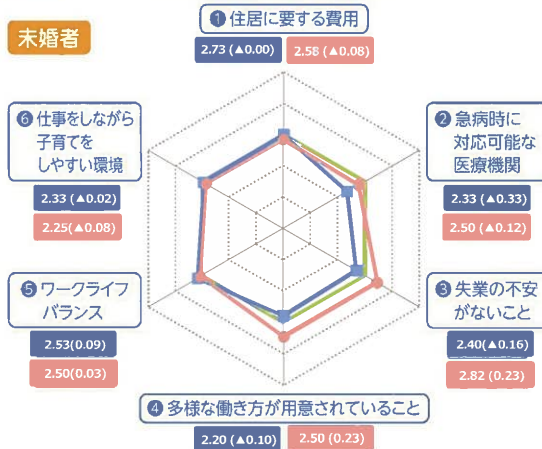 未婚者
❶ 住居に要する費用
2.73 (▲0.00) 2.58 (▲0.08)
❷ 急病時に
対応可能な
医療機関
2.33 (▲0.33)
2.50 (▲0.12)
❸ 失業の不安
がないこと
2.40(▲0.16)
2.82 (0.23)
❹ 多様な働き方が用意されていること
2.20 (▲0.10) 2.50 (0.23)
❺ ワークライフ
バランス
2.53(0.09)
2.50(0.03)
❻ 仕事をしながら
子育てを
しやすい環境
2.33 (▲0.02)
2.25(▲0.08)